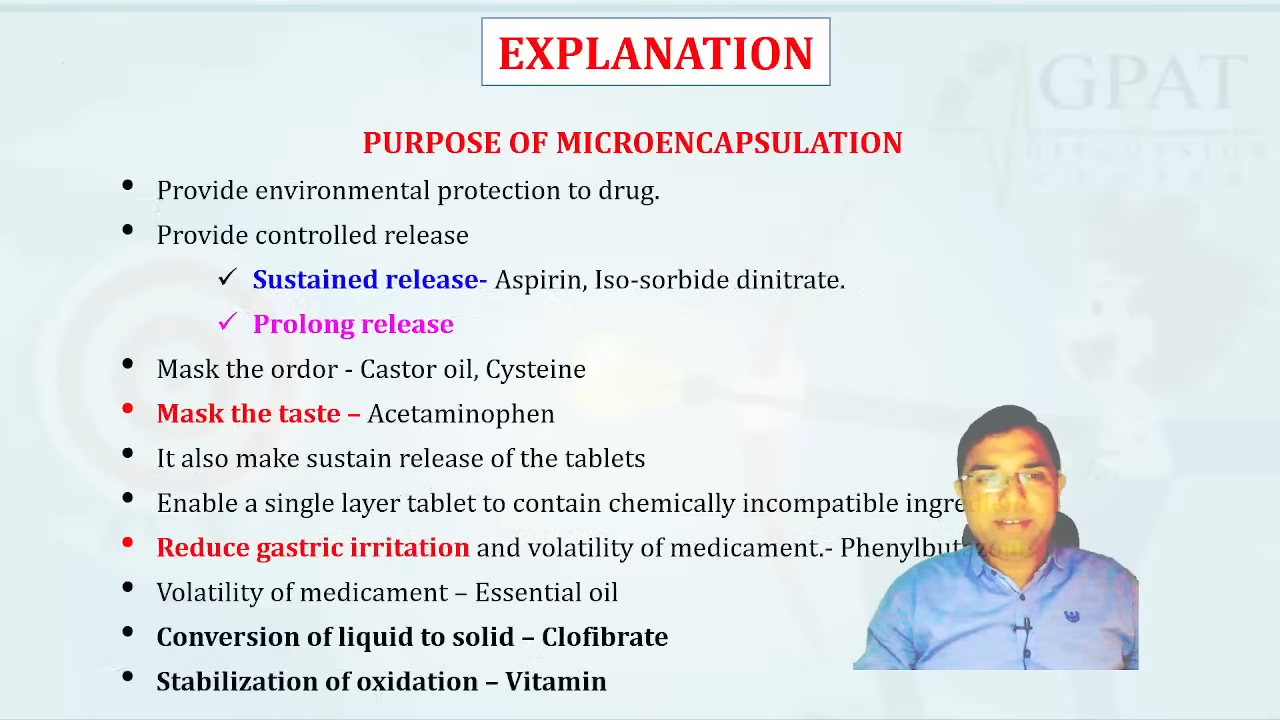 EXPLANATION
GPAT
DISCUSSION
PURPOSE OF MICROENCAPSULATION
• Provide environmental protection to drug.
• Provide controlled release
✓ Sustained release- Aspirin, Iso-sorbide dinitrate.
✓ Prolong release
• Mask the ordor - Castor oil, Cysteine
• Mask the taste – Acetaminophen
• It also make sustain release of the tablets
• Enable a single layer tablet to contain chemically incompatible
• Reduce gastric irritation and volatility of medicament.-
• Volatility of medicament – Essential oil
• Conversion of liquid to solid – Clofibrate
• Stabilization of oxidation – Vitamin